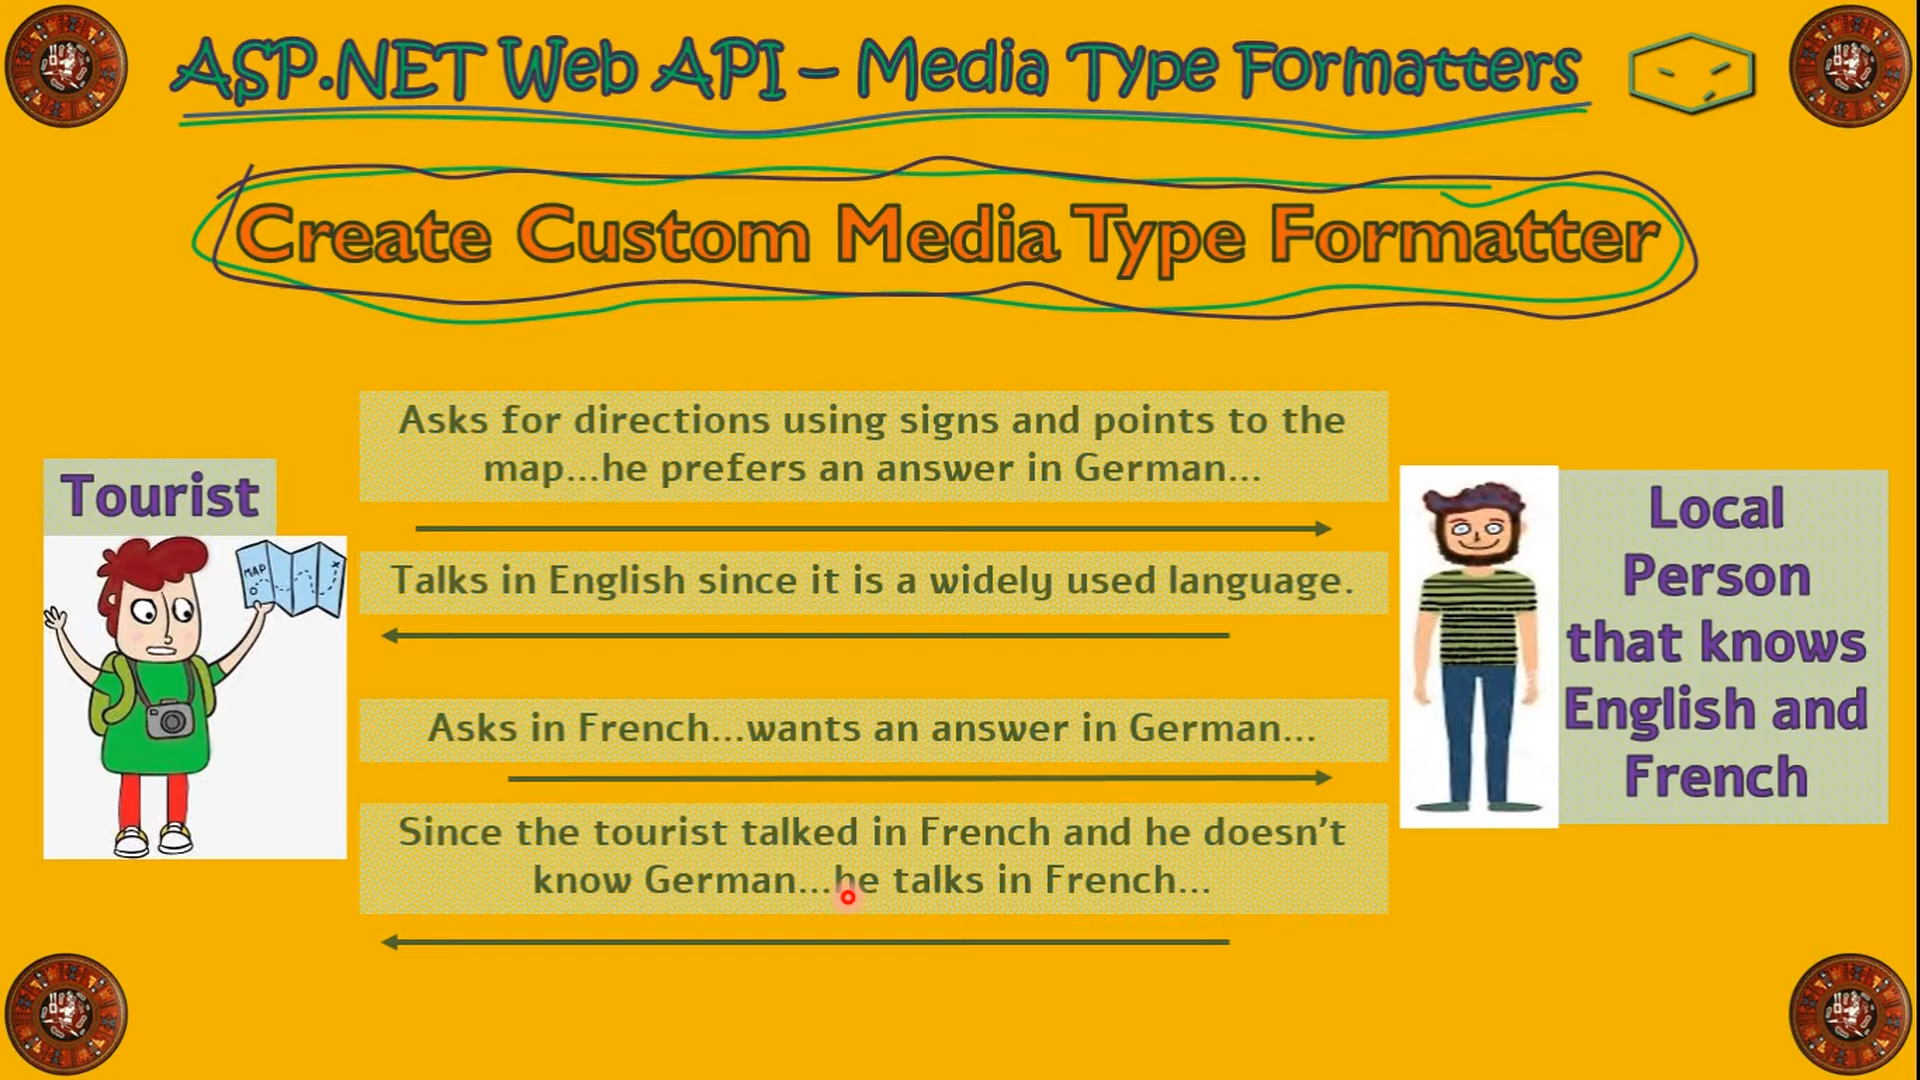 ASP.NET Web API – Media Type Formatters
Create Custom Media Type Formatter
Asks for directions using signs and points to the
map...he prefers an answer in German...
Tourist
MAP
Talks in English since it is a widely used language.
Asks in French...wants an answer in German...
Since the tourist talked in French and he doesn't
know German...he talks in French...
Local
Person
that knows
English and
French